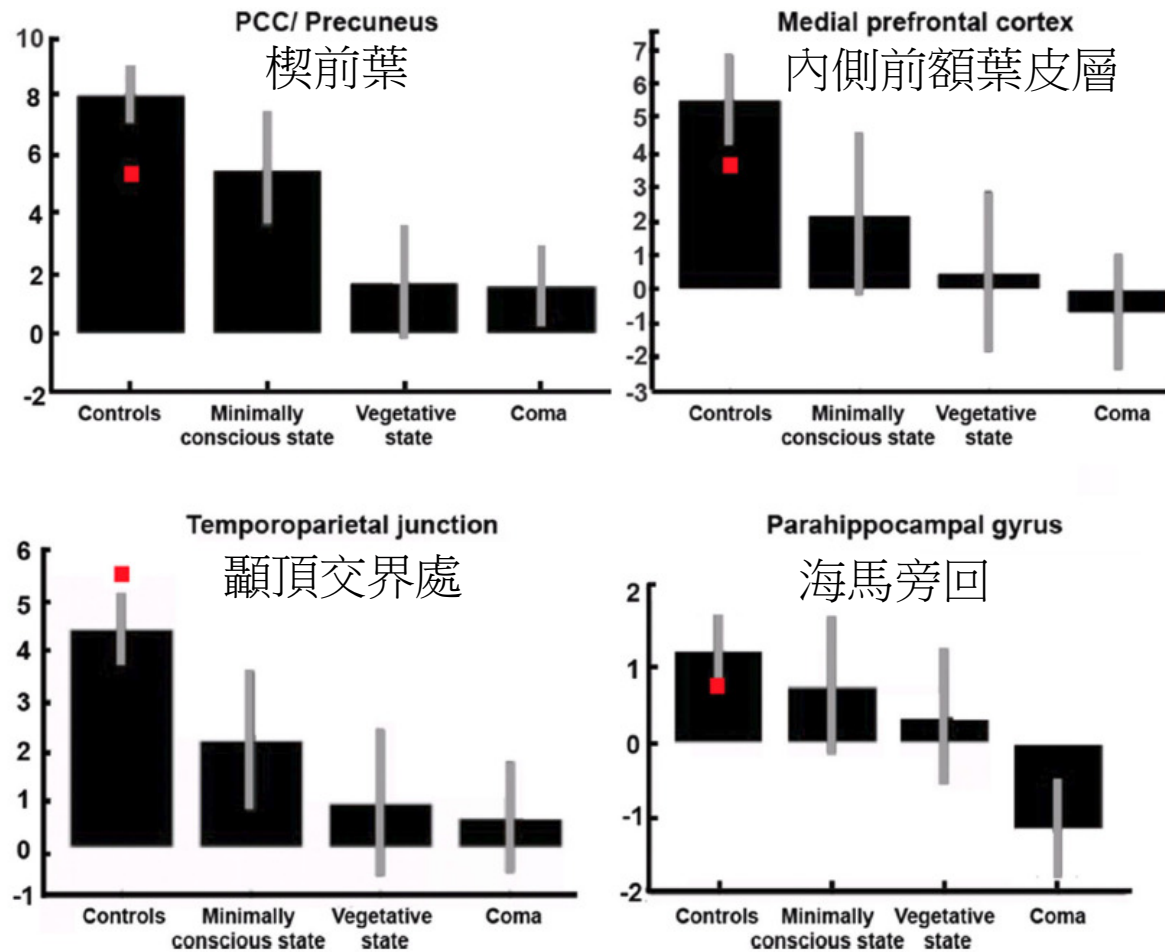 PCC/ Precuneus
楔前葉
10
8
6
4
2
0
-2
Controls
Minimally conscious state
Vegetative state
Coma
Medial prefrontal cortex
內側前額葉皮層
7
6
5
4
3
2
1
0
-1
-2
-3
Controls
Minimally conscious state
Vegetative state
Coma
Temporoparietal junction
顳頂交界處
6
5
4
3
2
1
0
-1
Controls
Minimally conscious state
Vegetative state
Coma
Parahippocampal gyrus
海馬旁回
2
1
0
-1
-2
Controls
Minimally conscious state
Vegetative state
Coma